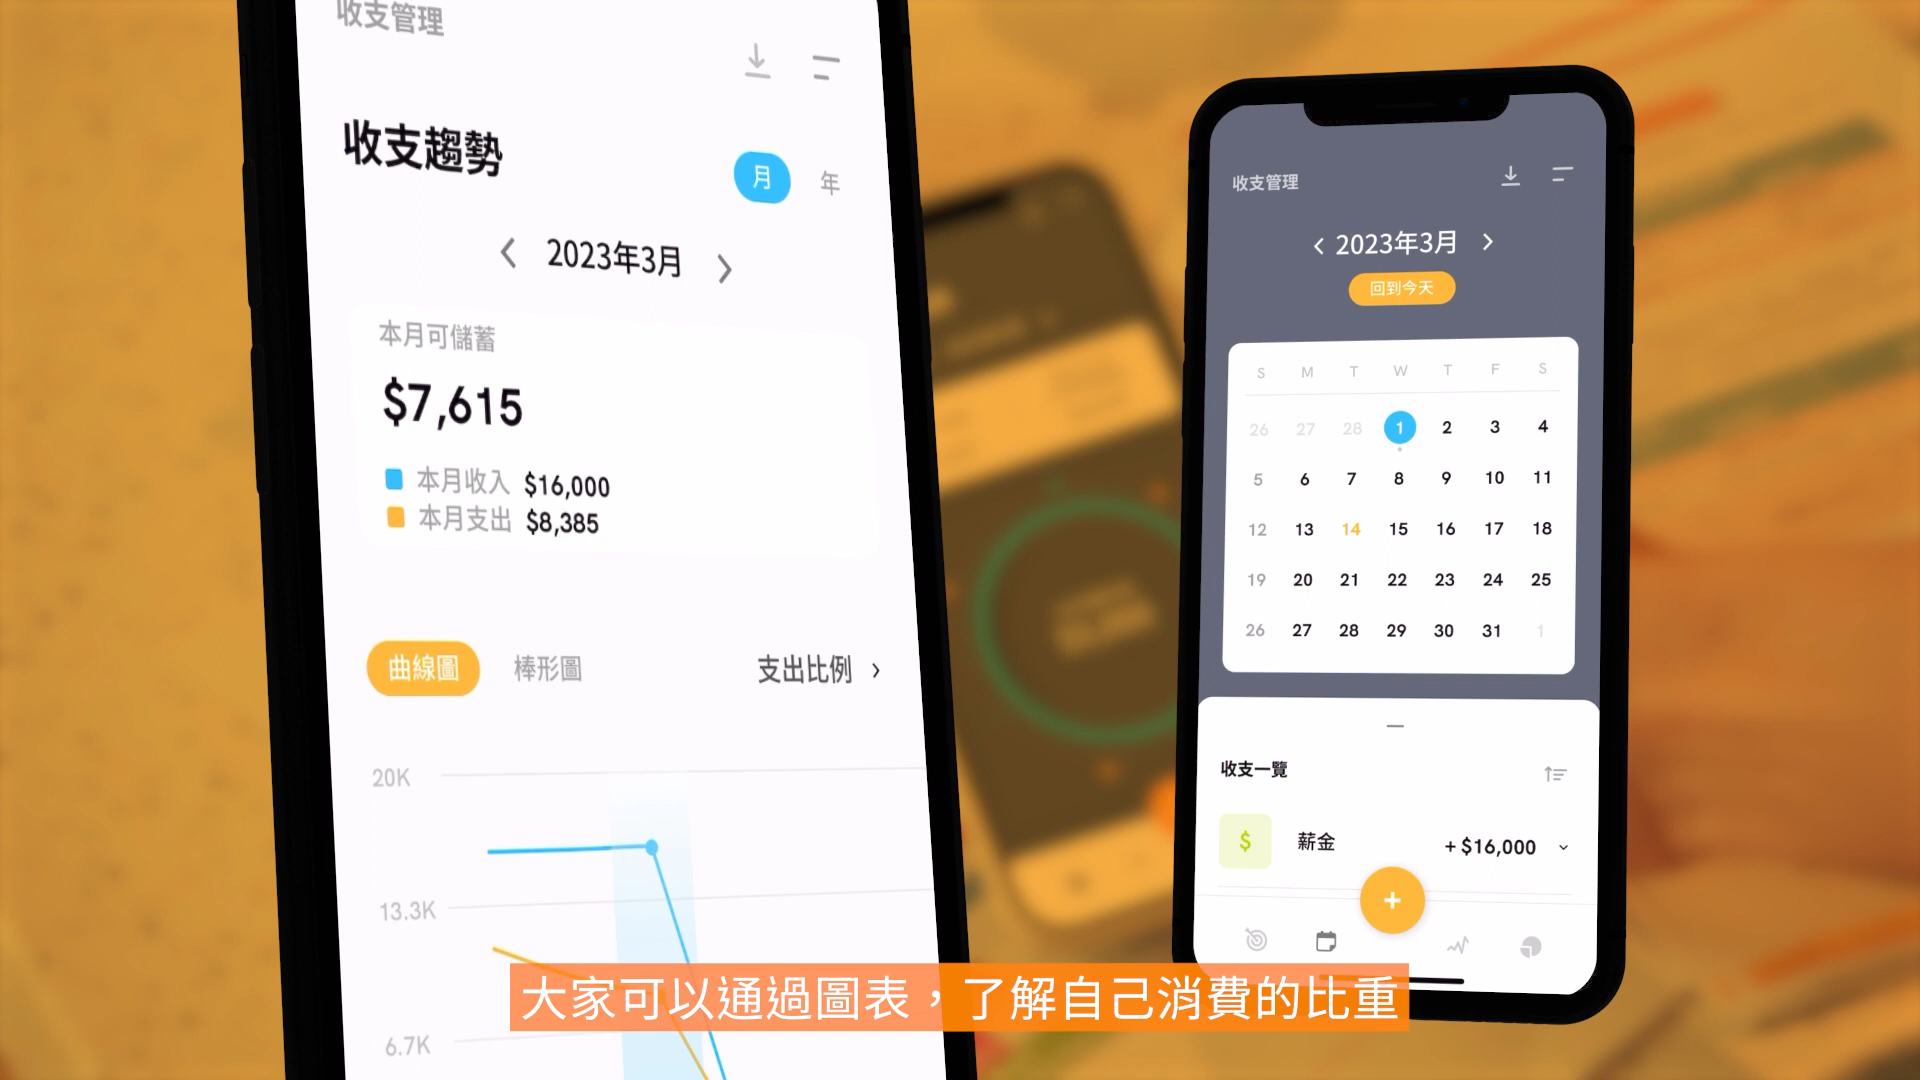 收支管理
收支趨勢
月 年
2023年3月
本月可儲蓄
$7,615
本月收入 $16,000
本月支出 $8,385
曲線圖 棒形圖 支出比例
20K
13.3K
6.7K
收支管理
2023年3月
回到今天
S M T W T F S
26 27 28 1 2 3 4
5 6 7 8 9 10 11
12 13 14 15 16 17 18
19 20 21 22 23 24 25
26 27 28 29 30 31 1
收支一覽
$ 薪金 + $16,000
+
大家可以通過圖表，了解自己消費的比重